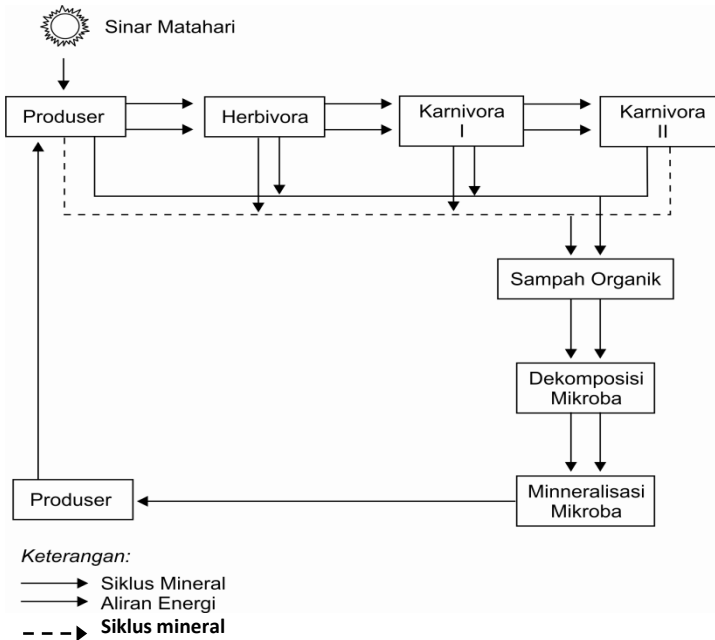 Sinar Matahari
Produser
Herbivora
Karnivora
I
Karnivora
II
Sampah Organik
Dekomposisi
Mikroba
Produser
Minneralisasi
Mikroba
Keterangan:
Siklus Mineral
Aliran Energi
Siklus mineral